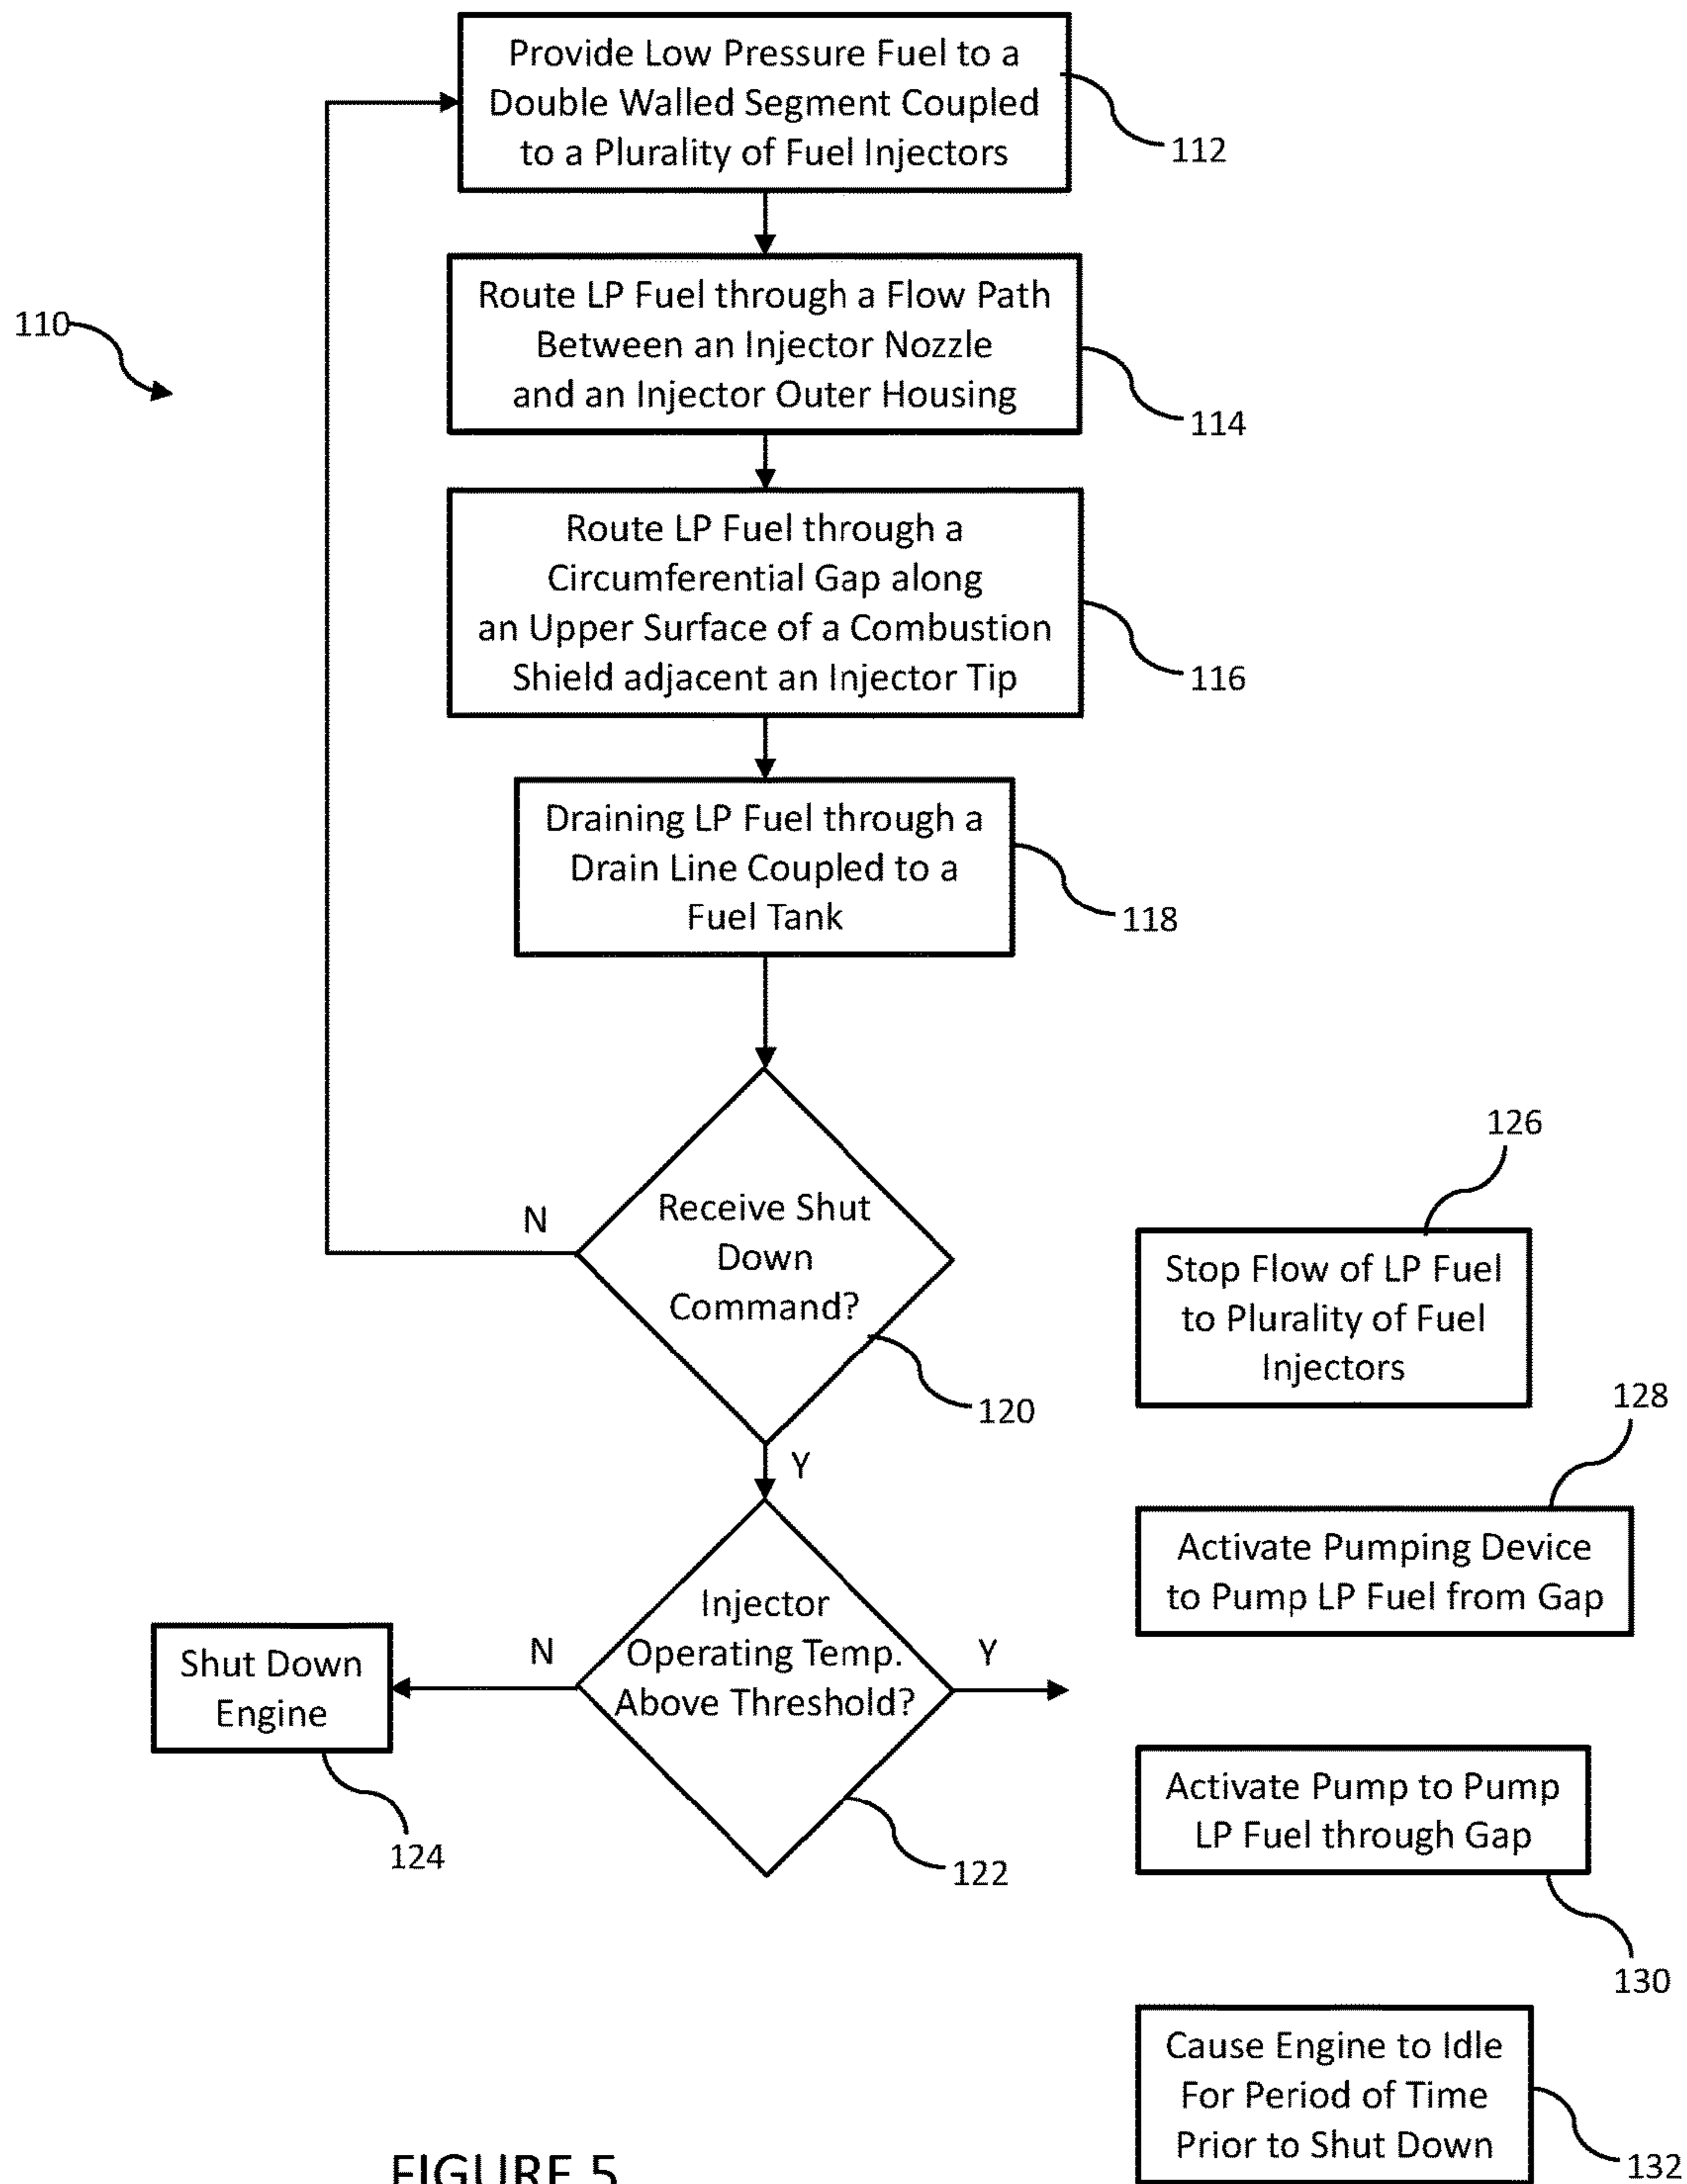 Provide Low Pressure Fuel to a
Double Walled Segment Coupled
to a Plurality of Fuel Injectors
112
Route LP Fuel through a Flow Path
Between an Injector Nozzle
and an Injector Outer Housing
110
114
Route LP Fuel through a
Circumferential Gap along
an Upper Surface of a Combustion
Shield adjacent an Injector Tip
116
Draining LP Fuel through a
Drain Line Coupled to a
Fuel Tank
118
Receive Shut
Down
Command?
N
120
Y
126
Stop Flow of LP Fuel
to Plurality of Fuel
Injectors
128
Activate Pumping Device
to Pump LP Fuel from Gap
Injector
Operating Temp.
Above Threshold?
N
Y
122
Shut Down
Engine
124
Activate Pump to Pump
LP Fuel through Gap
130
Cause Engine to Idle
For Period of Time
Prior to Shut Down
132
FIGURE 5